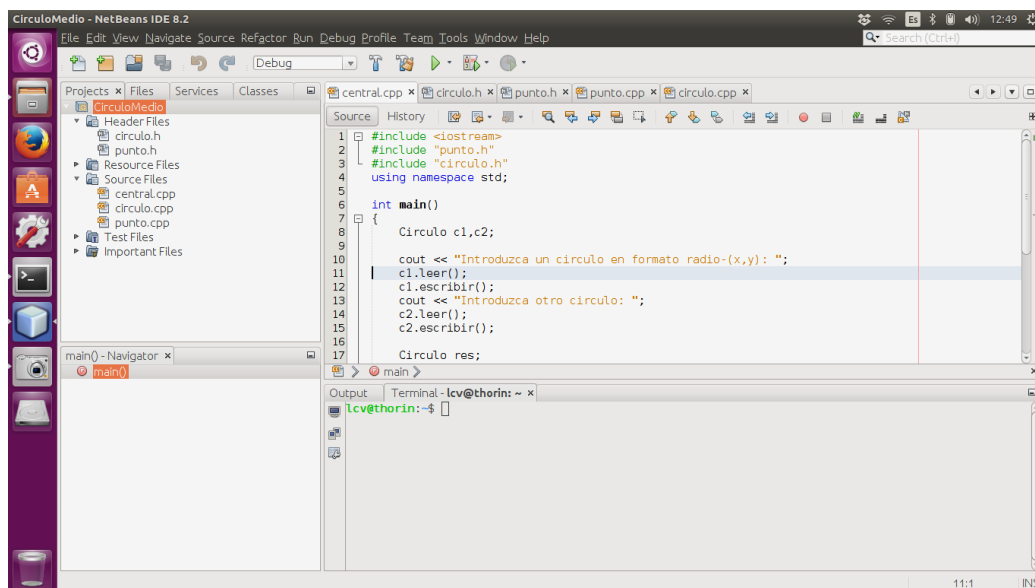 CirculoMedio - NetBeans IDE 8.2
Es
12:49
File Edit View Navigate Source Refactor Run Debug Profile Team Tools Window Help
Search (Ctrl+I)
Debug
Projects Files Services Classes
CirculoMedio
Header Files
circulo.h
punto.h
Resource Files
Source Files
central.cpp
circulo.cpp
punto.cpp
Test Files
Important Files
central.cpp circulo.h punto.h punto.cpp circulo.cpp
Source History
1 #include <iostream>
2 #include "punto.h"
3 #include "circulo.h"
4 using namespace std;
5
6 int main()
7 {
8 Circulo c1,c2;
9
10 cout << "Introduzca un circulo en formato radio-(x,y): ";
11 c1.leer();
12 c1.escribir();
13 cout << "Introduzca otro circulo: ";
14 c2.leer();
15 c2.escribir();
16
17 Circulo res;
main
main() - Navigator
main()
Output Terminal - lcv@thorin: ~
lcv@thorin:~$
11:1